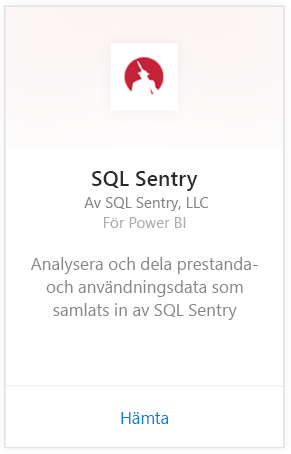 SQL Sentry
Av SQL Sentry, LLC
För Power BI
Analysera och dela prestanda-
och användningsdata som
samlats in av SQL Sentry
Hämta